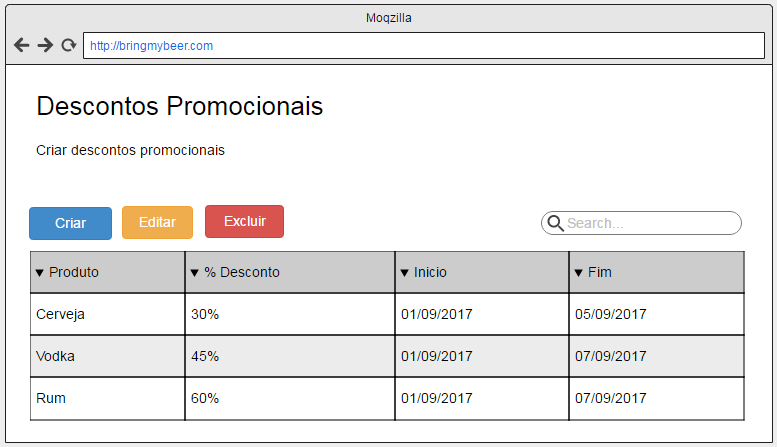 Moqzilla
http://bringmybeer.com
Descontos Promocionais
Criar descontos promocionais
Criar Editar Excluir Search...
Produto % Desconto Inicio Fim
Cerveja 30% 01/09/2017 05/09/2017
Vodka 45% 01/09/2017 07/09/2017
Rum 60% 01/09/2017 07/09/2017